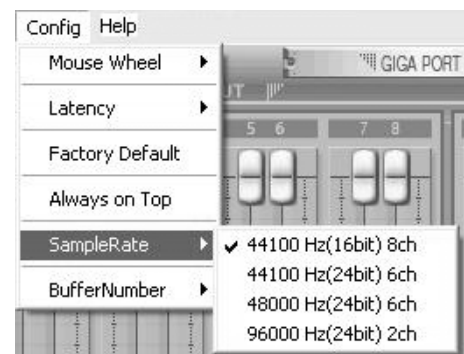 Config Help
Mouse Wheel
GIGA PORT
Latency
UT
5 6 7 8
Factory Default
Always on Top
SampleRate
44100 Hz(16bit) 8ch
44100 Hz(24bit) 6ch
48000 Hz(24bit) 6ch
BufferNumber
96000 Hz(24bit) 2ch